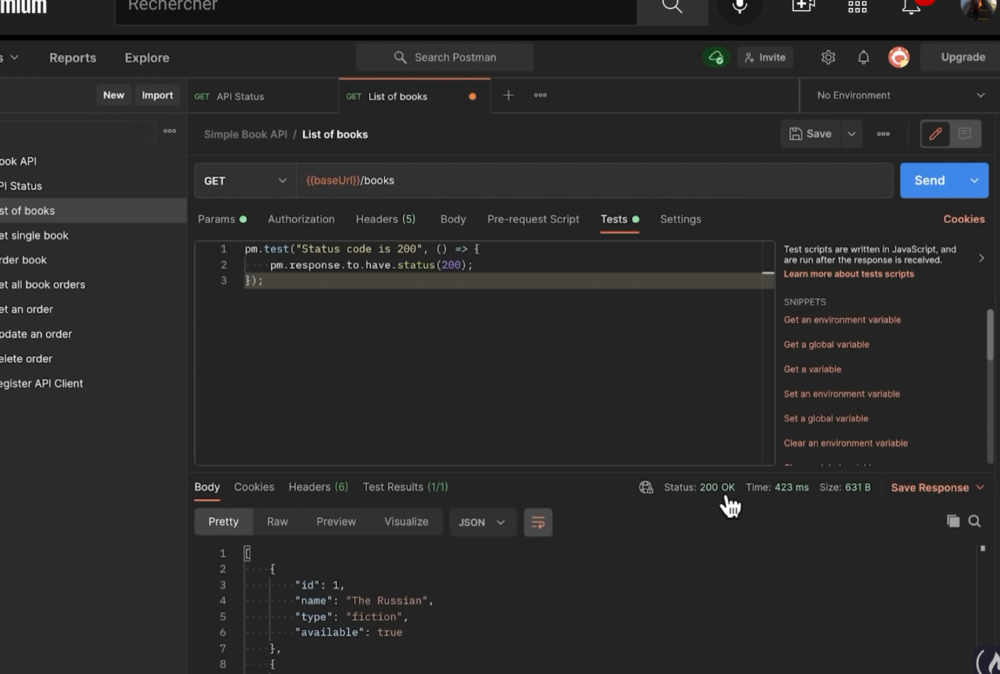 mium
Rechercher
s
Reports
Explore
Search Postman
Invite
Upgrade
New
Import
GET API Status
GET List of books
No Environment
Simple Book API / List of books
Save
ook API
PI Status
st of books
et single book
rder book
et all book orders
et an order
pdate an order
elete order
egister API Client
GET
{{baseUrl}}/books
Send
Params
Authorization
Headers (5)
Body
Pre-request Script
Tests
Settings
Cookies
1 pm.test("Status code is 200", () => {
2 pm.response.to.have.status(200);
3 });
Test scripts are written in JavaScript, and
are run after the response is received.
Learn more about tests scripts
SNIPPETS
Get an environment variable
Get a global variable
Get a variable
Set an environment variable
Set a global variable
Clear an environment variable
Body
Cookies
Headers (6)
Test Results (1/1)
Status: 200 OK
Time: 423 ms
Size: 631 B
Save Response
Pretty
Raw
Preview
Visualize
JSON
1 [
2 {
3 "id": 1,
4 "name": "The Russian",
5 "type": "fiction",
6 "available": true
7 },
8 {